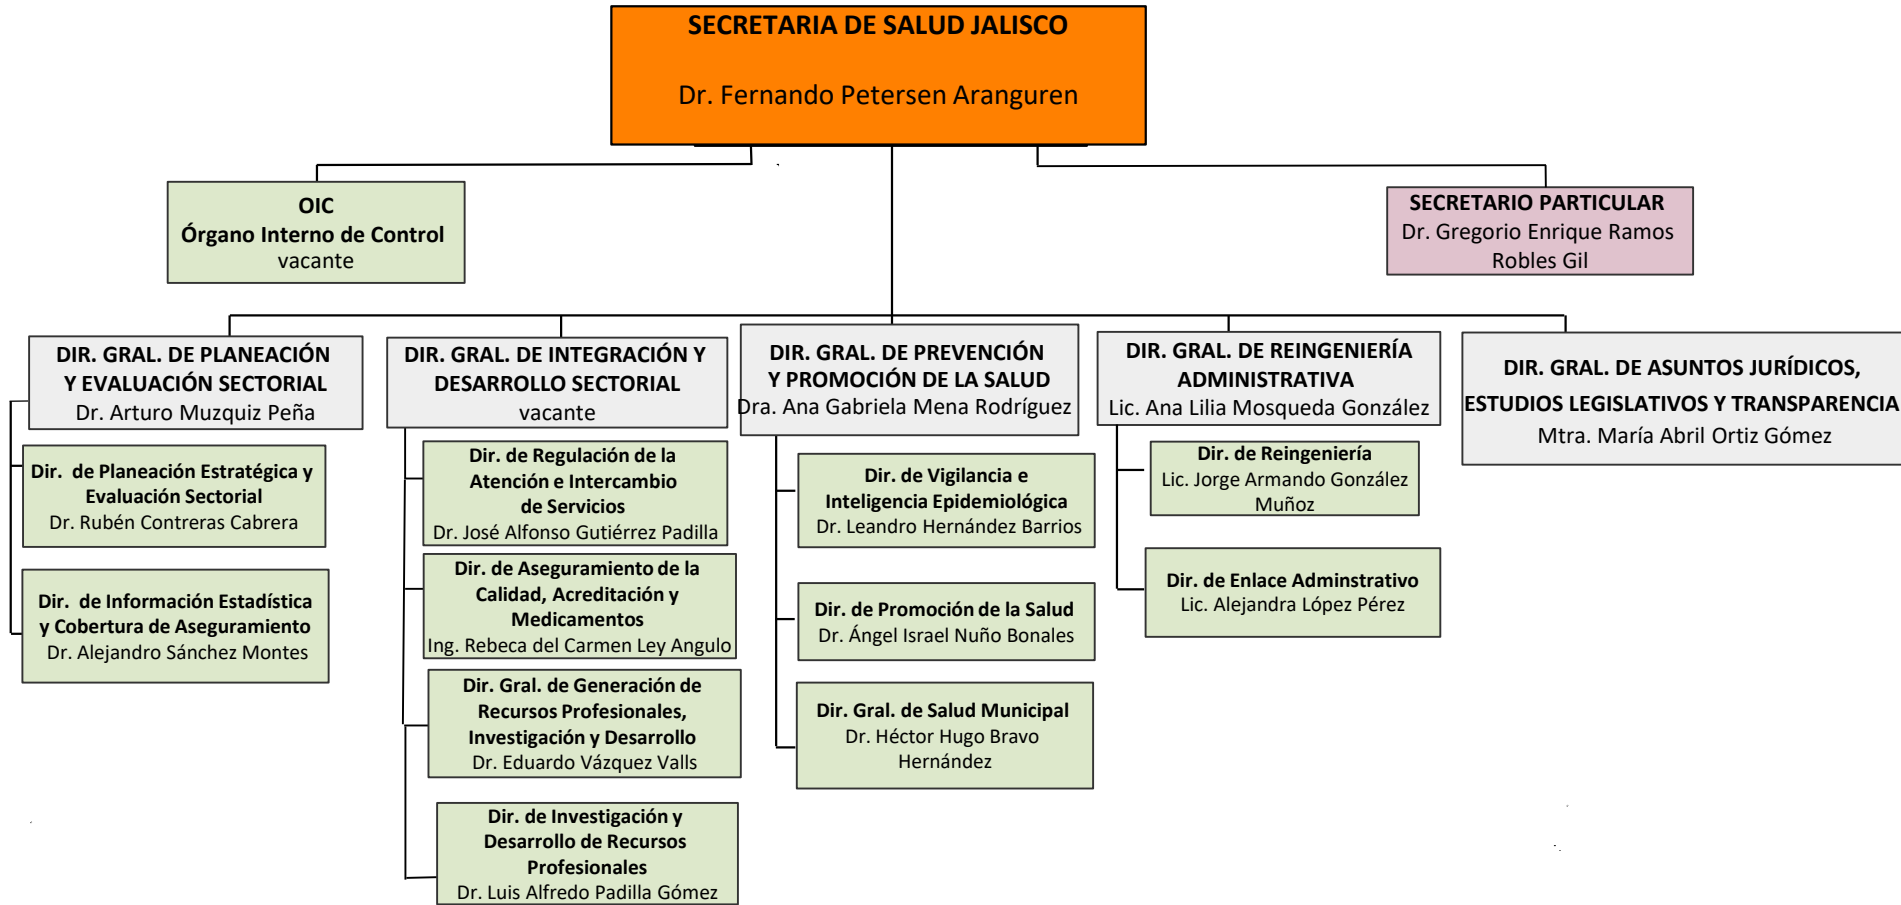 SECRETARIA DE SALUD JALISCO
Dr. Fernando Petersen Aranguren
OIC
Órgano Interno de Control
vacante
SECRETARIO PARTICULAR
Dr. Gregorio Enrique Ramos
Robles Gil
DIR. GRAL. DE PLANEACIÓN
Y EVALUACIÓN SECTORIAL
Dr. Arturo Muzquiz Peña
Dir. de Planeación Estratégica y
Evaluación Sectorial
Dr. Rubén Contreras Cabrera
Dir. de Información Estadística
y Cobertura de Aseguramiento
Dr. Alejandro Sánchez Montes
DIR. GRAL. DE INTEGRACIÓN Y
DESARROLLO SECTORIAL
vacante
Dir. de Regulación de la
Atención e Intercambio
de Servicios
Dr. José Alfonso Gutiérrez Padilla
Dir. de Aseguramiento de la
Calidad, Acreditación y
Medicamentos
Ing. Rebeca del Carmen Ley Angulo
Dir. Gral. de Generación de
Recursos Profesionales,
Investigación y Desarrollo
Dr. Eduardo Vázquez Valls
Dir. de Investigación y
Desarrollo de Recursos
Profesionales
Dr. Luis Alfredo Padilla Gómez
DIR. GRAL. DE PREVENCIÓN
Y PROMOCIÓN DE LA SALUD
Dra. Ana Gabriela Mena Rodríguez
Dir. de Vigilancia e
Inteligencia Epidemiológica
Dr. Leandro Hernández Barrios
Dir. de Promoción de la Salud
Dr. Ángel Israel Nuño Bonales
Dir. Gral. de Salud Municipal
Dr. Héctor Hugo Bravo
Hernández
DIR. GRAL. DE REINGENIERÍA
ADMINISTRATIVA
Lic. Ana Lilia Mosqueda González
Dir. de Reingeniería
Lic. Jorge Armando González
Muñoz
Dir. de Enlace Adminstrativo
Lic. Alejandra López Pérez
DIR. GRAL. DE ASUNTOS JURÍDICOS,
ESTUDIOS LEGISLATIVOS Y TRANSPARENCIA
Mtra. María Abril Ortiz Gómez